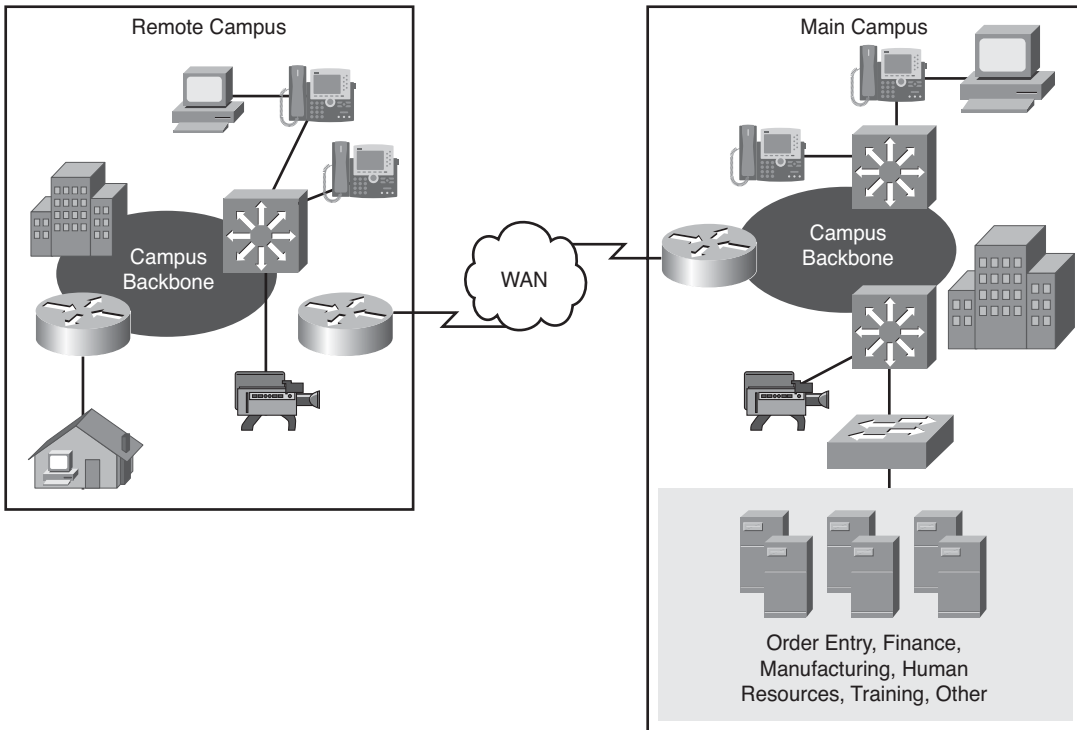 Remote Campus
Campus
Backbone
WAN
Main Campus
Campus
Backbone
Order Entry, Finance,
Manufacturing, Human
Resources, Training, Other